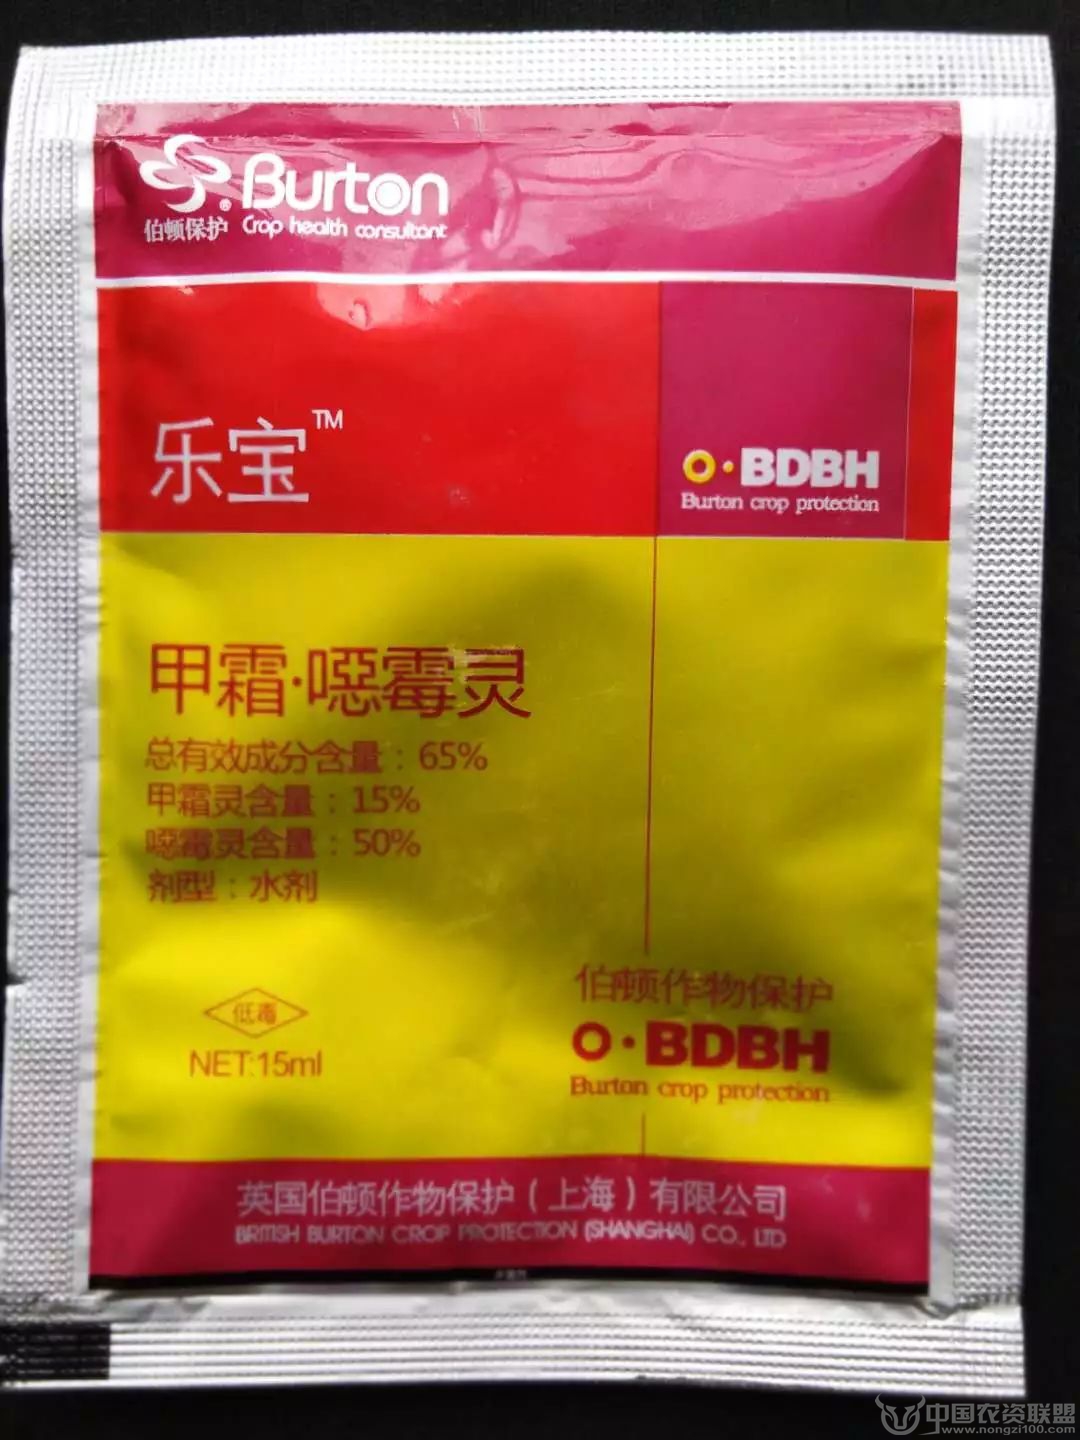 Burton
®
伯顿保护 Crop health consultant
乐宝™
BDBH
Burton crop protection
甲霜·噁霉灵
总有效成分含量：65%
甲霜灵含量：15%
噁霉灵含量：50%
剂型：水剂
低毒
NET:15ml
伯顿作物保护
BDBH
Burton crop protection
英国伯顿作物保护（上海）有限公司
BRITISH BURTON CROP PROTECTION (SHANGHAI) CO., LTD
中国农资联盟
www.nongzi100.com